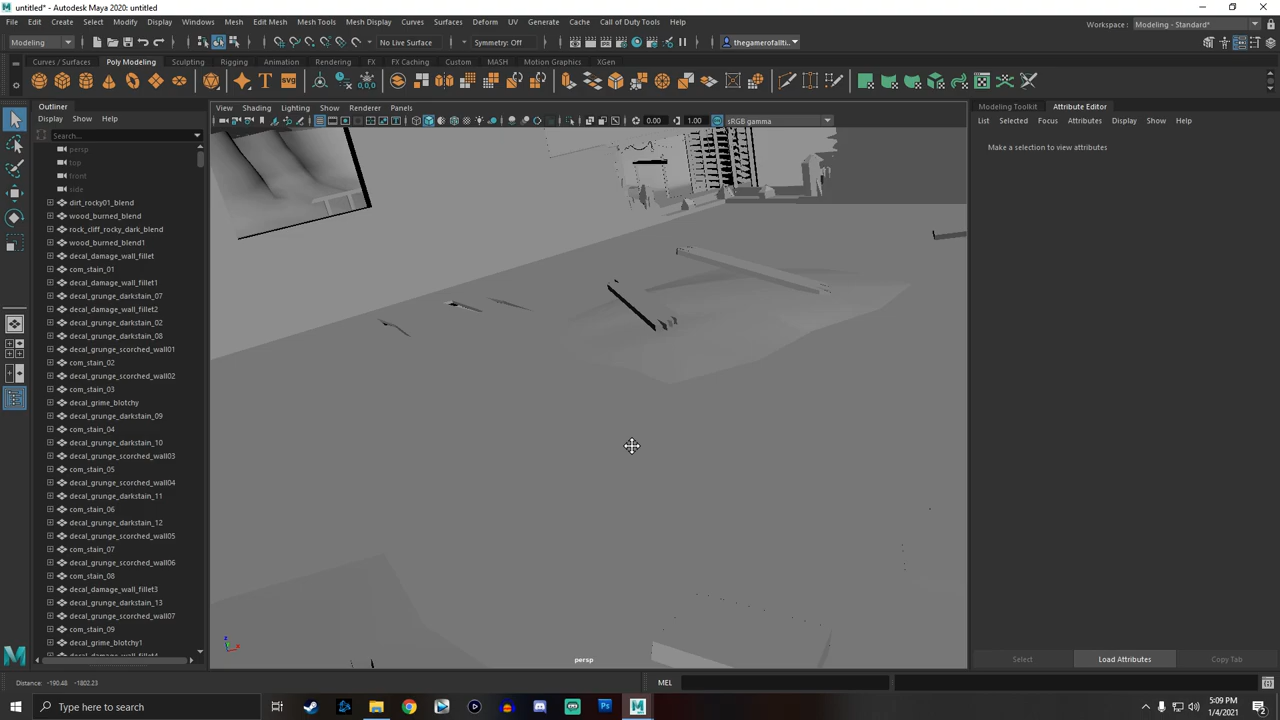 untitled* - Autodesk Maya 2020: untitled
File Edit Create Select Modify Display Windows Mesh Edit Mesh Mesh Tools Mesh Display Curves Surfaces Deform UV Generate Cache Call of Duty Tools Help
Workspace : Modeling - Standard*
Modeling No Live Surface Symmetry: Off thegamerofallti...
Curves / Surfaces Poly Modeling Sculpting Rigging Animation Rendering FX FX Caching Custom MASH Motion Graphics XGen
SVG
Outliner
Display Show Help
Search...
persp
top
front
side
dirt_rocky01_blend
wood_burned_blend
rock_cliff_rocky_dark_blend
wood_burned_blend1
decal_damage_wall_fillet
com_stain_01
decal_damage_wall_fillet1
decal_grunge_darkstain_07
decal_damage_wall_fillet2
decal_grunge_darkstain_02
decal_grunge_darkstain_08
decal_grunge_scorched_wall01
com_stain_02
decal_grunge_scorched_wall02
com_stain_03
decal_grime_blotchy
decal_grunge_darkstain_09
com_stain_04
decal_grunge_darkstain_10
decal_grunge_scorched_wall03
com_stain_05
decal_grunge_scorched_wall04
decal_grunge_darkstain_11
com_stain_06
decal_grunge_darkstain_12
decal_grunge_scorched_wall05
com_stain_07
decal_grunge_scorched_wall06
com_stain_08
decal_damage_wall_fillet3
decal_grunge_darkstain_13
decal_grunge_scorched_wall07
com_stain_09
decal_grime_blotchy1
View Shading Lighting Show Renderer Panels
0.00 1.00 sRGB gamma
persp
Modeling Toolkit Attribute Editor
List Selected Focus Attributes Display Show Help
Make a selection to view attributes
Select Load Attributes Copy Tab
Distance: -190.48 -1802.23
MEL
Type here to search
5:09 PM
1/4/2021